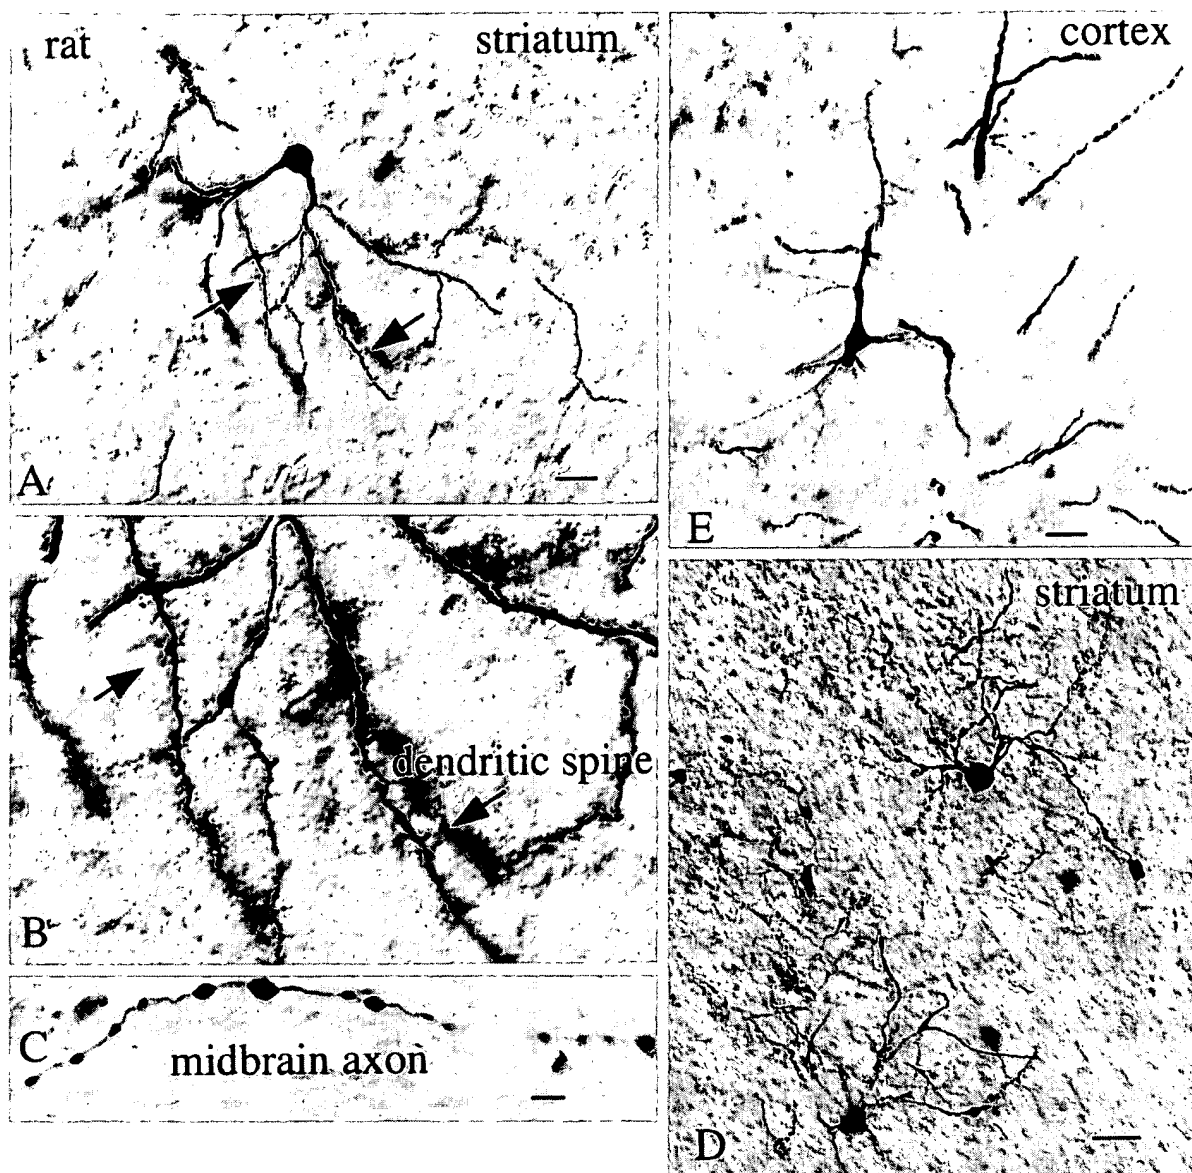 rat
striatum
A
B
dendritic spine
C
midbrain axon
cortex
E
striatum
D